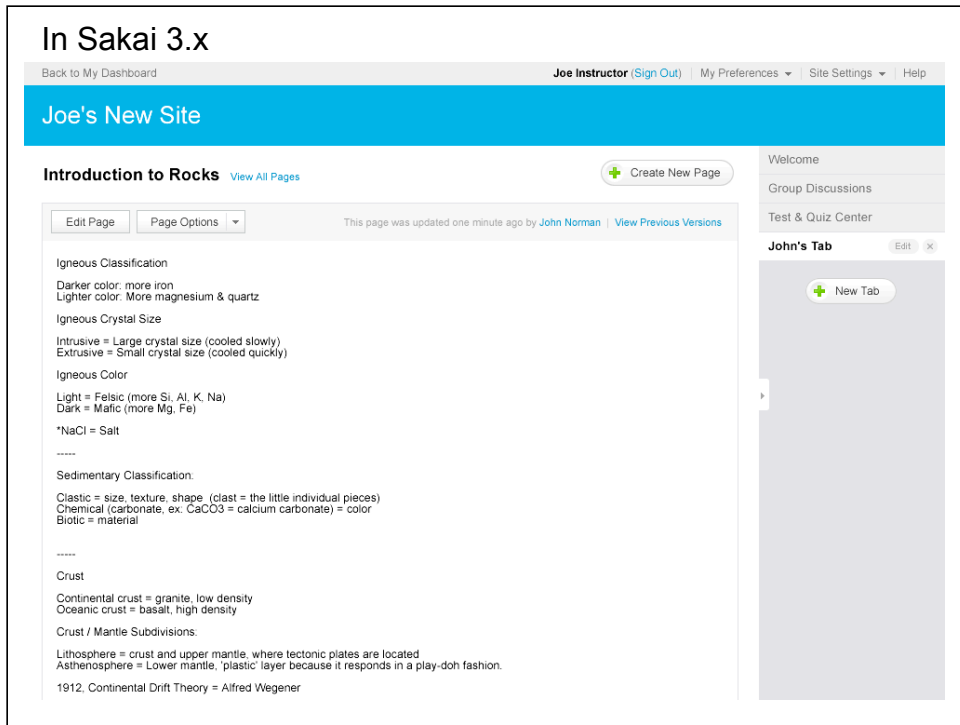 In Sakai 3.x
Back to My Dashboard
Joe Instructor (Sign Out) | My Preferences | Site Settings | Help
Joe's New Site
Introduction to Rocks View All Pages
Create New Page
Edit Page Page Options
This page was updated one minute ago by John Norman | View Previous Versions
Igneous Classification
Darker color: more iron
Lighter color: More magnesium & quartz
Igneous Crystal Size
Intrusive = Large crystal size (cooled slowly)
Extrusive = Small crystal size (cooled quickly)
Igneous Color
Light = Felsic (more Si, Al, K, Na)
Dark = Mafic (more Mg, Fe)
*NaCl = Salt
-----
Sedimentary Classification:
Clastic = size, texture, shape (clast = the little individual pieces)
Chemical (carbonate, ex: CaCO3 = calcium carbonate) = color
Biotic = material
-----
Crust
Continental crust = granite, low density
Oceanic crust = basalt, high density
Crust / Mantle Subdivisions:
Lithosphere = crust and upper mantle, where tectonic plates are located
Asthenosphere = Lower mantle, 'plastic' layer because it responds in a play-doh fashion.
1912, Continental Drift Theory = Alfred Wegener
Welcome
Group Discussions
Test & Quiz Center
John's Tab Edit x
New Tab